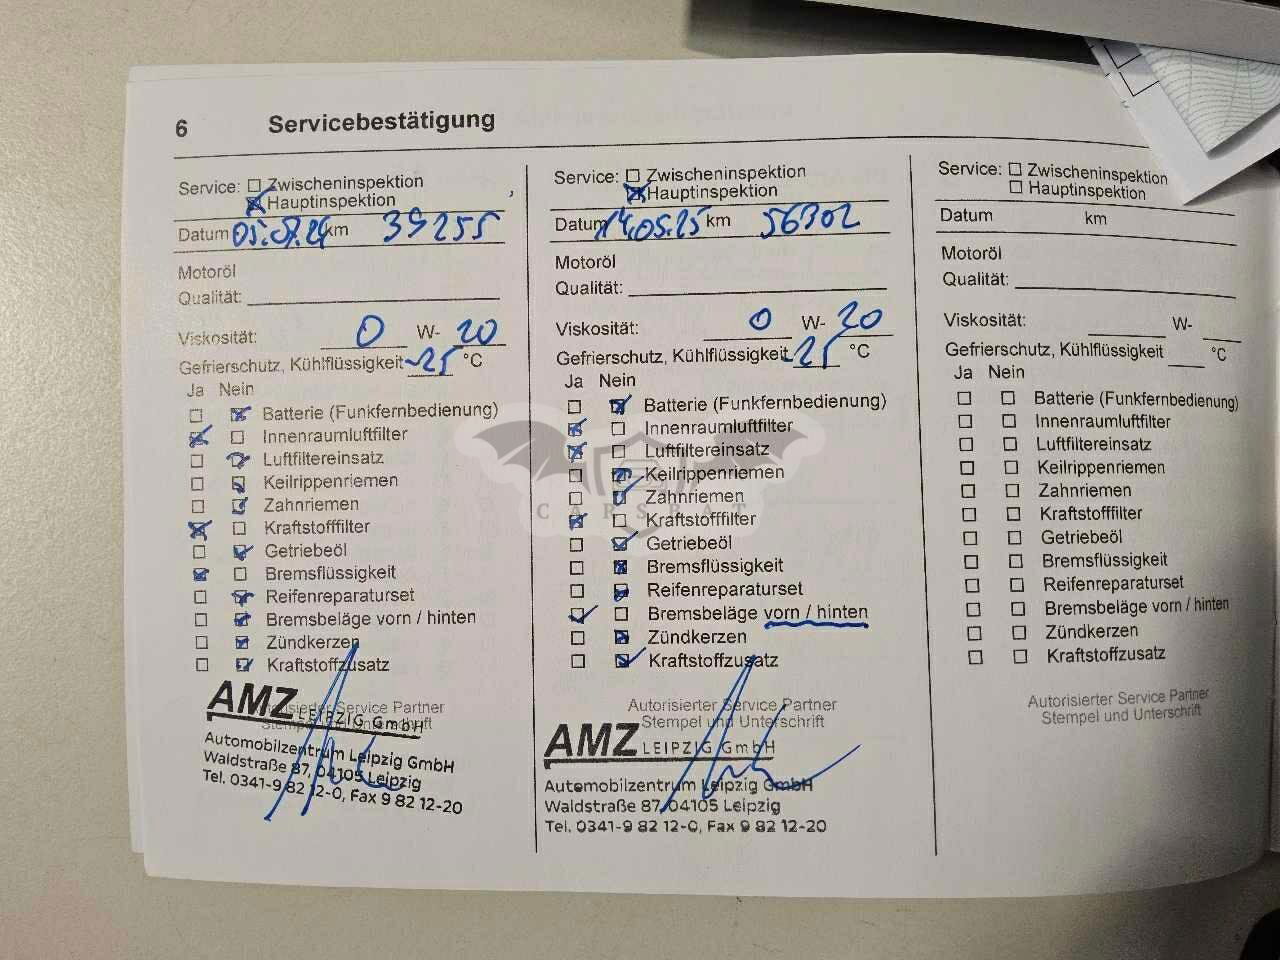 6 Servicebestätigung
Service: Zwischeninspektion
Hauptinspektion
Datum km 39255
Motoröl
Qualität:
Viskosität: 0 W- 20
Gefrierschutz, Kühlflüssigkeit -25 °C
Ja Nein
Batterie (Funkfernbedienung)
Innenraumluftfilter
Luftfiltereinsatz
Keilrippenriemen
Zahnriemen
Kraftstofffilter
Getriebeöl
Bremsflüssigkeit
Reifenreparaturset
Bremsbeläge vorn / hinten
Zündkerzen
Kraftstoffzusatz
Autorisierter Service Partner
Stempel und Unterschrift
AMZ LEIPZIG GmbH
Automobilzentrum Leipzig GmbH
Waldstraße 87, 04105 Leipzig
Tel. 0341-9 82 12-0, Fax 9 82 12-20
Service: Zwischeninspektion
Hauptinspektion
Datum 14.05.25 km 56302
Motoröl
Qualität:
Viskosität: 0 W- 20
Gefrierschutz, Kühlflüssigkeit -25 °C
Ja Nein
Batterie (Funkfernbedienung)
Innenraumluftfilter
Luftfiltereinsatz
Keilrippenriemen
Zahnriemen
Kraftstofffilter
Getriebeöl
Bremsflüssigkeit
Reifenreparaturset
Bremsbeläge vorn / hinten
Zündkerzen
Kraftstoffzusatz
Autorisierter Service Partner
Stempel und Unterschrift
AMZ LEIPZIG GmbH
Automobilzentrum Leipzig GmbH
Waldstraße 87, 04105 Leipzig
Tel. 0341-9 82 12-0, Fax 9 82 12-20
Service: Zwischeninspektion
Hauptinspektion
Datum km
Motoröl
Qualität:
Viskosität: W-
Gefrierschutz, Kühlflüssigkeit °C
Ja Nein
Batterie (Funkfernbedienung)
Innenraumluftfilter
Luftfiltereinsatz
Keilrippenriemen
Zahnriemen
Kraftstofffilter
Getriebeöl
Bremsflüssigkeit
Reifenreparaturset
Bremsbeläge vorn / hinten
Zündkerzen
Kraftstoffzusatz
Autorisierter Service Partner
Stempel und Unterschrift
CARSBAT